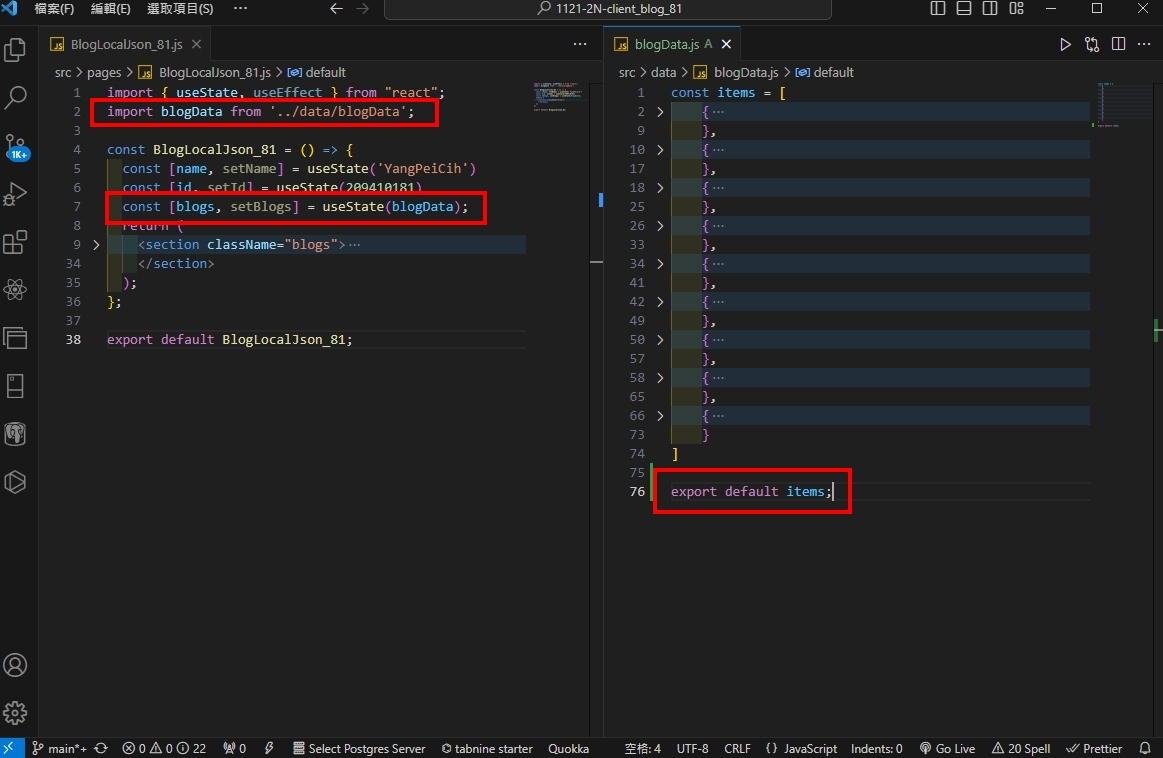 檔案(F) 編輯(E) 選取項目(S) ··· 1121-2N-client_blog_81
BlogLocalJson_81.js
src > pages > BlogLocalJson_81.js > default
1 import { useState, useEffect } from "react";
2 import blogData from '../data/blogData';
3
4 const BlogLocalJson_81 = () => {
5 const [name, setName] = useState('YangPeiCih')
6 const [id, setId] = useState(209410181)
7 const [blogs, setBlogs] = useState(blogData);
8 return (
9 <section className="blogs">···
34 </section>
35 );
36 };
37
38 export default BlogLocalJson_81;
blogData.js A
src > data > blogData.js > default
1 const items = [
2 {···
9 },
10 {···
17 },
18 {···
25 },
26 {···
33 },
34 {···
41 },
42 {···
49 },
50 {···
57 },
58 {···
65 },
66 {···
73 }
74 ]
75
76 export default items;
1K+
main*+ 0 0 22 0 Select Postgres Server tabnine starter Quokka 空格: 4 UTF-8 CRLF {} JavaScript Indents: 0 Go Live 20 Spell Prettier